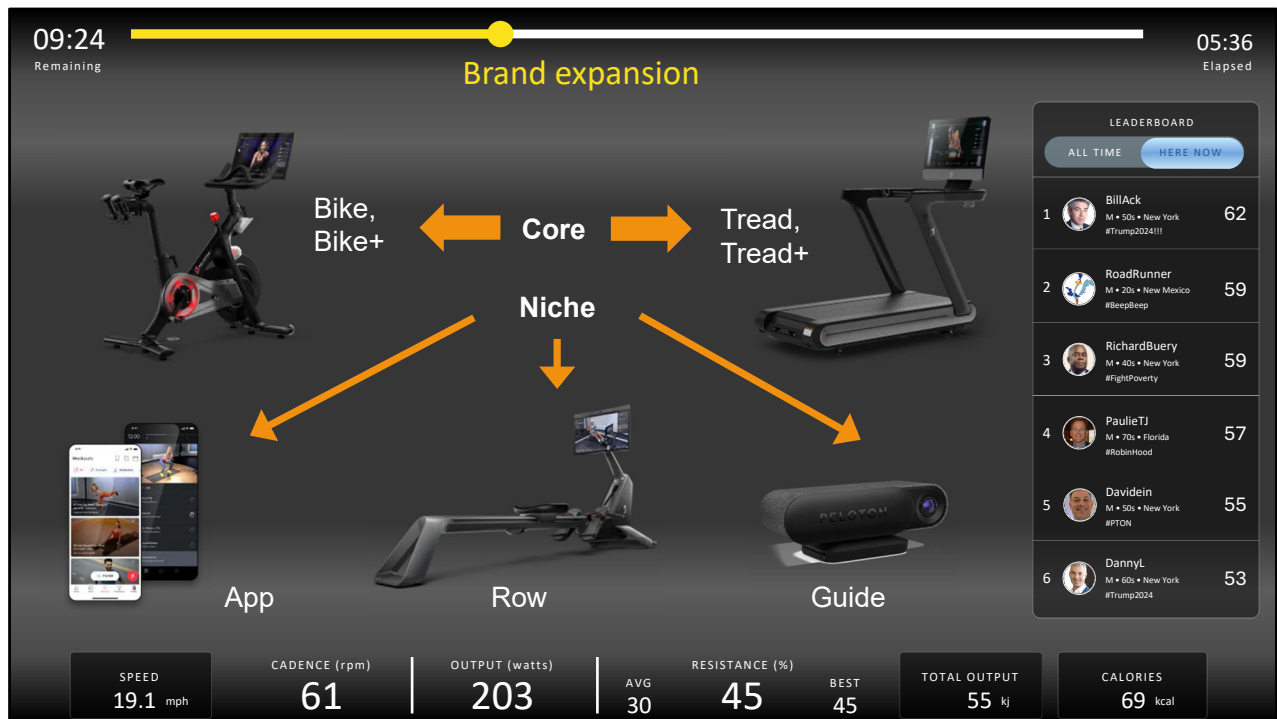 09:24
Remaining
05:36
Elapsed
Brand expansion
Bike,
Bike+
Core
Tread,
Tread+
Niche
App
Row
Guide
PELOTON
Workouts
12:00
LEADERBOARD
ALL TIME
HERE NOW
1
BillAck
M • 50s • New York
#Trump2024!!!
62
2
RoadRunner
M • 20s • New Mexico
#BeepBeep
59
3
RichardBuery
M • 40s • New York
#FightPoverty
59
4
PaulieTJ
M • 70s • Florida
#RobinHood
57
5
Davidein
M • 50s • New York
#PTON
55
6
DannyL
M • 60s • New York
#Trump2024
53
SPEED
19.1 mph
CADENCE (rpm)
61
OUTPUT (watts)
203
RESISTANCE (%)
AVG
30
45
BEST
45
TOTAL OUTPUT
55 kj
CALORIES
69 kcal